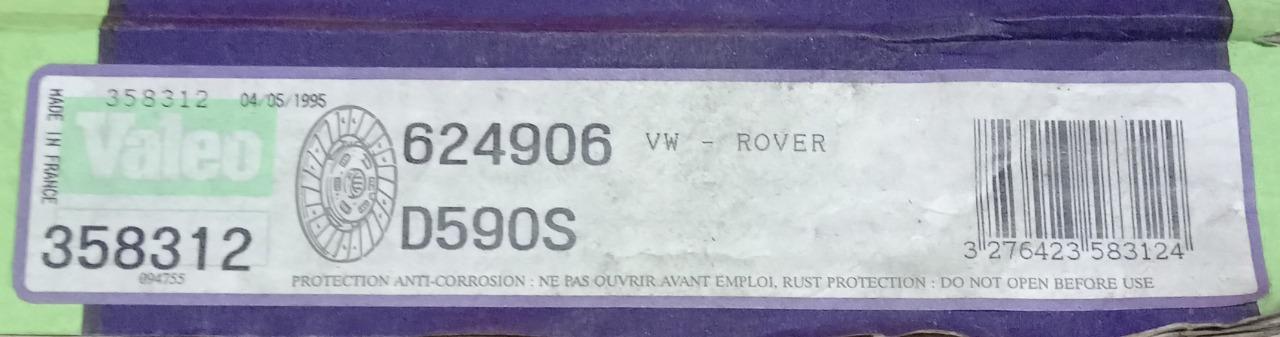 MADE IN FRANCE
358312 04/05/1995
Valeo
358312
094755
624906 VW - ROVER
D590S
3 276423 583124
PROTECTION ANTI-CORROSION : NE PAS OUVRIR AVANT EMPLOI, RUST PROTECTION : DO NOT OPEN BEFORE USE